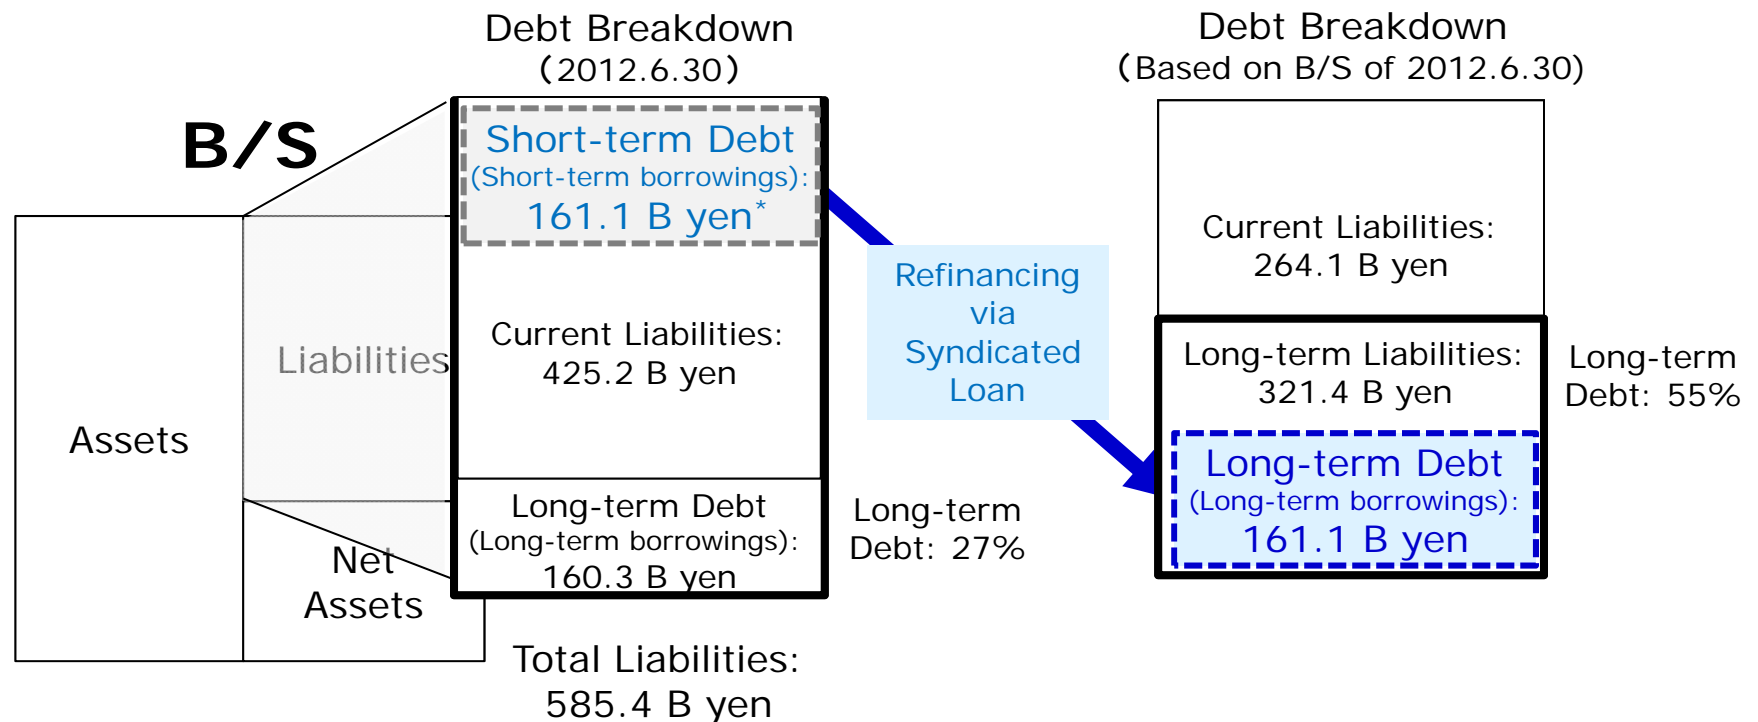 Debt Breakdown
(2012.6.30)
Debt Breakdown
(Based on B/S of 2012.6.30)
B/S
Short-term Debt
(Short-term borrowings):
161.1 B yen*
Current Liabilities:
264.1 B yen
Refinancing
via
Syndicated
Loan
Liabilities
Current Liabilities:
425.2 B yen
Long-term Liabilities:
321.4 B yen
Long-term
Debt: 55%
Assets
Long-term Debt
(Long-term borrowings):
161.1 B yen
Long-term Debt
(Long-term borrowings):
160.3 B yen
Long-term
Debt: 27%
Net
Assets
Total Liabilities:
585.4 B yen